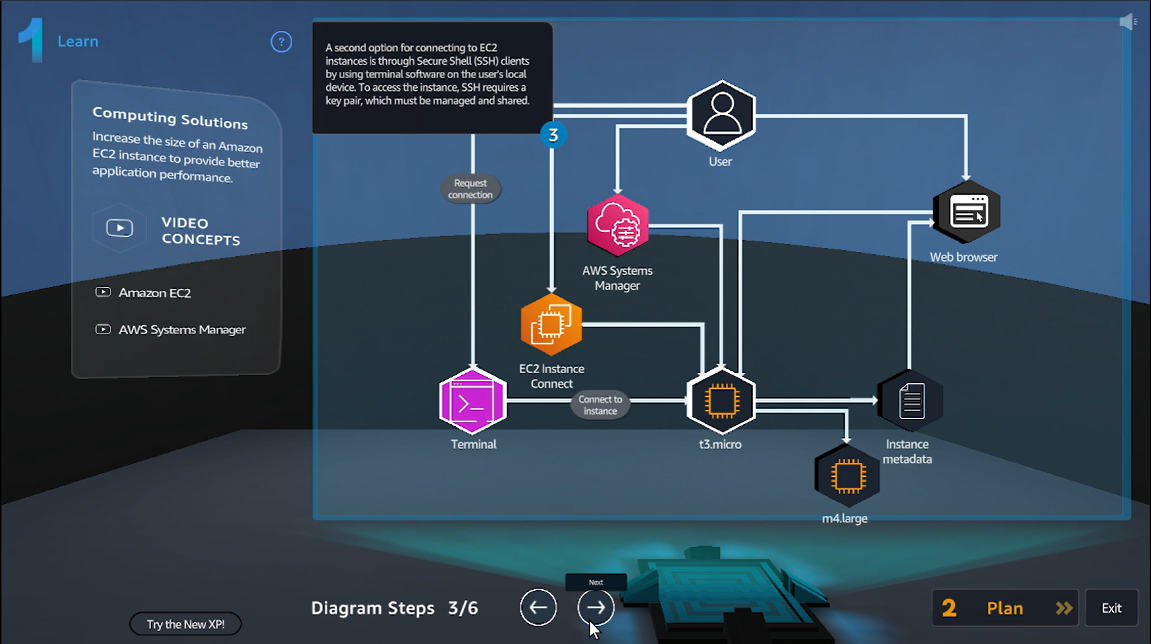 1
Learn
?
Computing Solutions
Increase the size of an Amazon
EC2 instance to provide better
application performance.
VIDEO
CONCEPTS
Amazon EC2
AWS Systems Manager
A second option for connecting to EC2
instances is through Secure Shell (SSH) clients
by using terminal software on the user's local
device. To access the instance, SSH requires a
key pair, which must be managed and shared.
3
User
Request
connection
AWS Systems
Manager
Web browser
EC2 Instance
Connect
Connect to
instance
Terminal
t3.micro
Instance
metadata
m4.large
Next
Diagram Steps 3/6
2 Plan
Exit
Try the New XP!